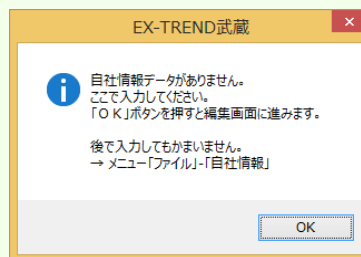 EX-TREND武蔵
自社情報データがありません。
ここで入力してください。
「ＯＫ」ボタンを押すと編集画面に進みます。
後で入力してもかまいません。
→ メニュー「ファイル」-「自社情報」
OK